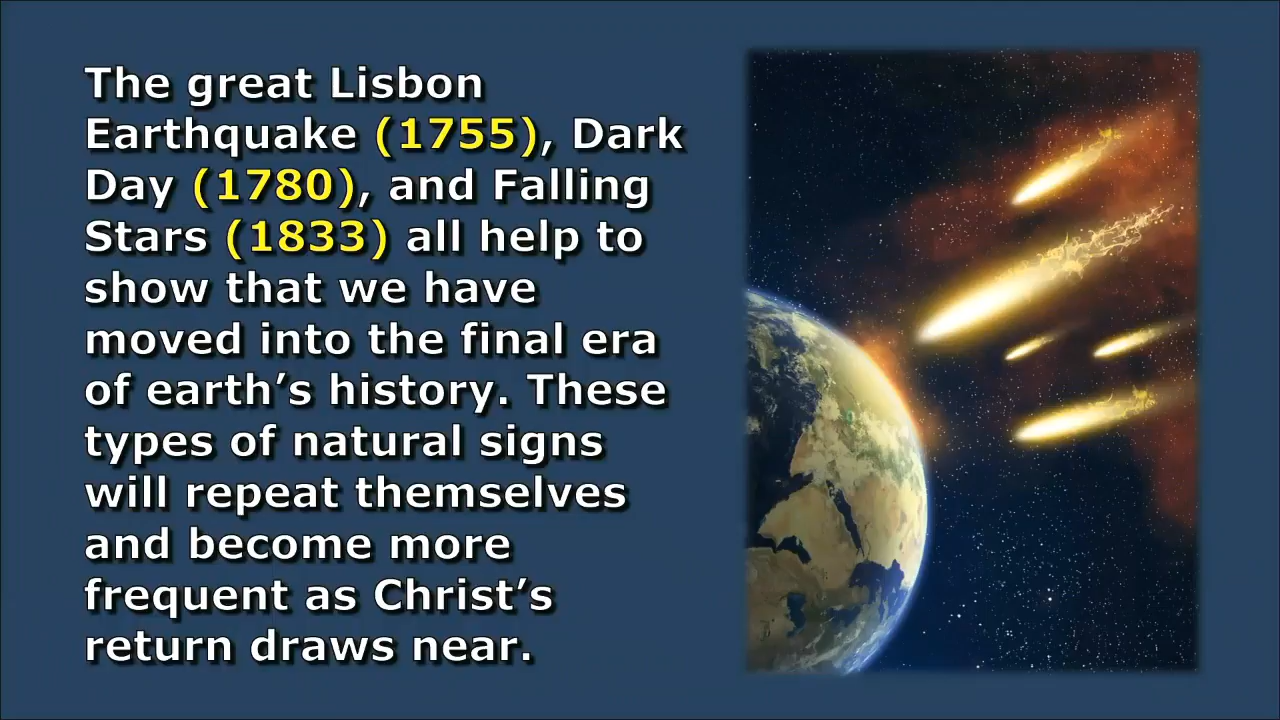 The great Lisbon
Earthquake (1755), Dark
Day (1780), and Falling
Stars (1833) all help to
show that we have
moved into the final era
of earth’s history. These
types of natural signs
will repeat themselves
and become more
frequent as Christ’s
return draws near.